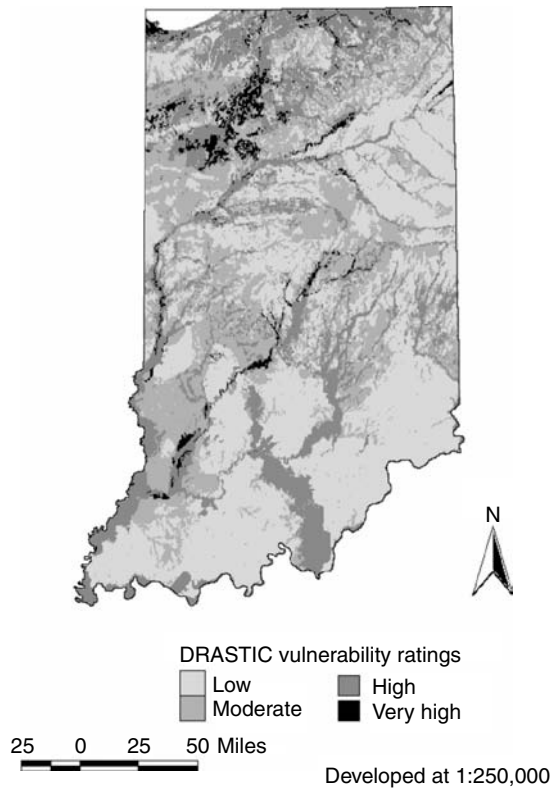 N
DRASTIC vulnerability ratings
Low
High
Moderate
Very high
25 0 25 50 Miles
Developed at 1:250,000